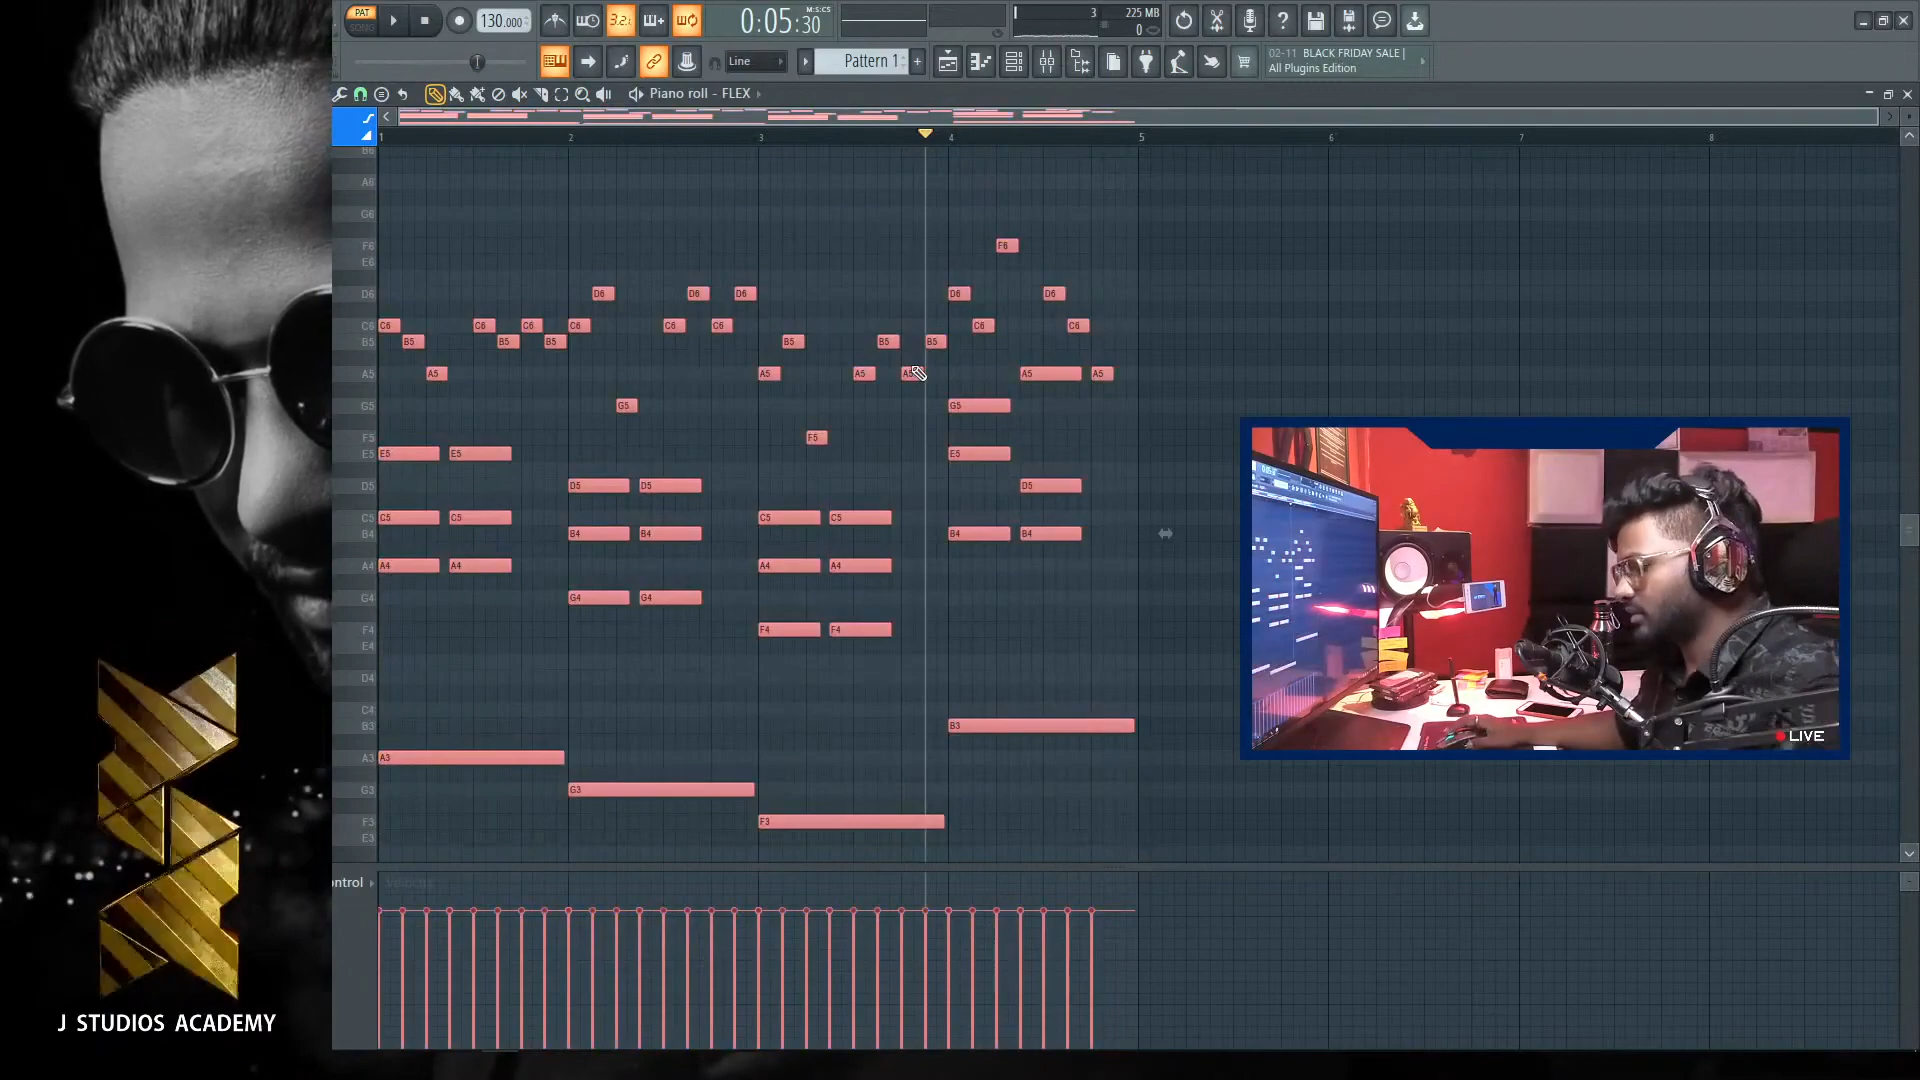 PAT
SONG
130.000
3.2.
0:05:30
M:S:CS
3
225 MB
0
Line
Pattern 1
02-11 BLACK FRIDAY SALE |
All Plugins Edition
Piano roll - FLEX
1 2 3 4 5 6 7 8
B6
A6
G6
F6 F6
E6
D6 D6 D6 D6 D6 D6
C6 C6 C6 C6 C6 C6 C6 C6 C6
B5 B5 B5 B5 B5 B5 B5
A5 A5 A5 A5 A5 A5 A5
G5 G5 G5
F5 F5
E5 E5 E5 E5
D5 D5 D5 D5
C5 C5 C5 C5 C5
B4 B4 B4 B4 B4
A4 A4 A4 A4 A4
G4 G4 G4
F4 F4 F4
E4
D4
C4
B3 B3
A3 A3
G3 G3
F3 F3
E3
ontrol
Velocity
LIVE
J STUDIOS ACADEMY